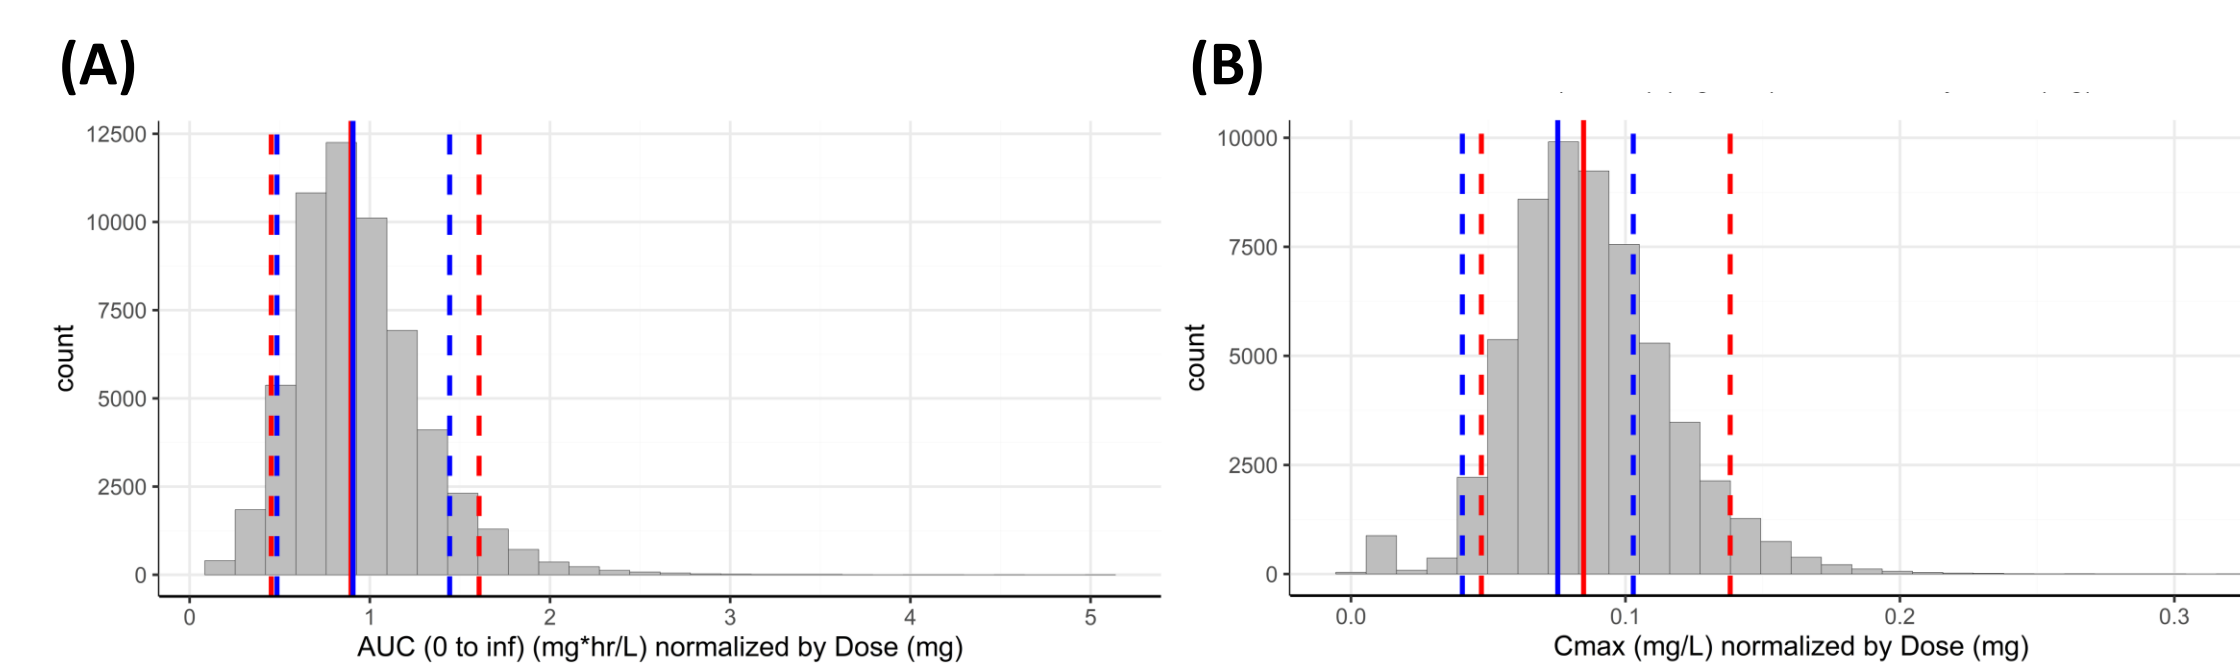 (A)
(B)
12500
10000
7500
5000
2500
0
count
0 1 2 3 4 5
AUC (0 to inf) (mg*hr/L) normalized by Dose (mg)
10000
7500
5000
2500
0
count
0.0 0.1 0.2 0.3
Cmax (mg/L) normalized by Dose (mg)